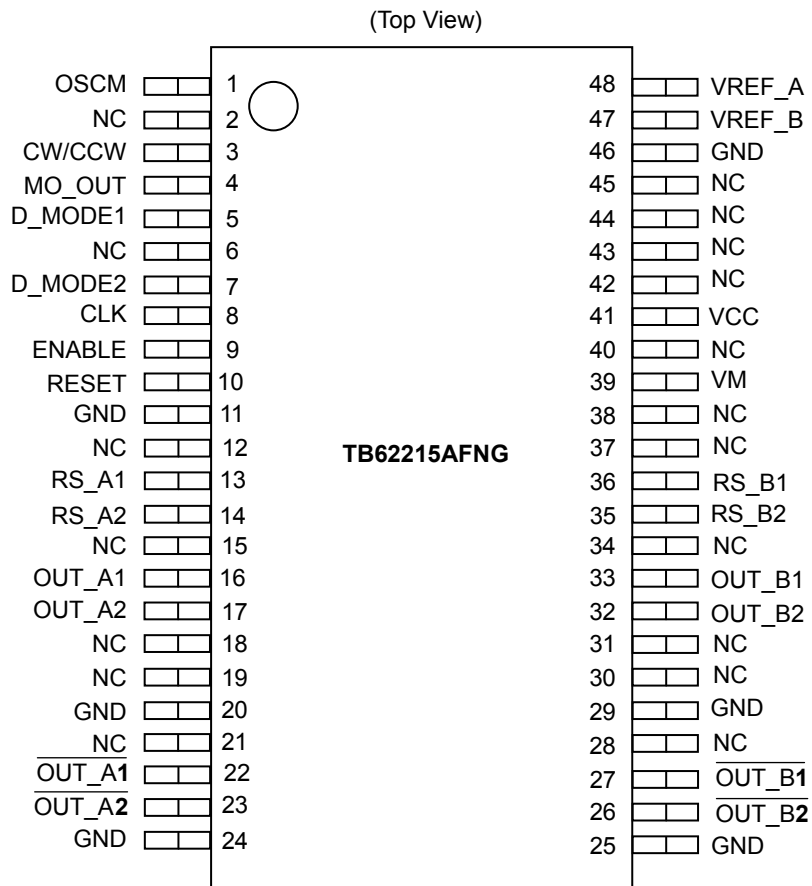 (Top View)
OSCM 1 48 VREF_A
NC 2 47 VREF_B
CW/CCW 3 46 GND
MO_OUT 4 45 NC
D_MODE1 5 44 NC
NC 6 43 NC
D_MODE2 7 42 NC
CLK 8 41 VCC
ENABLE 9 40 NC
RESET 10 39 VM
GND 11 38 NC
NC 12 37 NC
TB62215AFNG
RS_A1 13 36 RS_B1
RS_A2 14 35 RS_B2
NC 15 34 NC
OUT_A1 16 33 OUT_B1
OUT_A2 17 32 OUT_B2
NC 18 31 NC
NC 19 30 NC
GND 20 29 GND
NC 21 28 NC
OUT_A1 22 27 OUT_B1
OUT_A2 23 26 OUT_B2
GND 24 25 GND